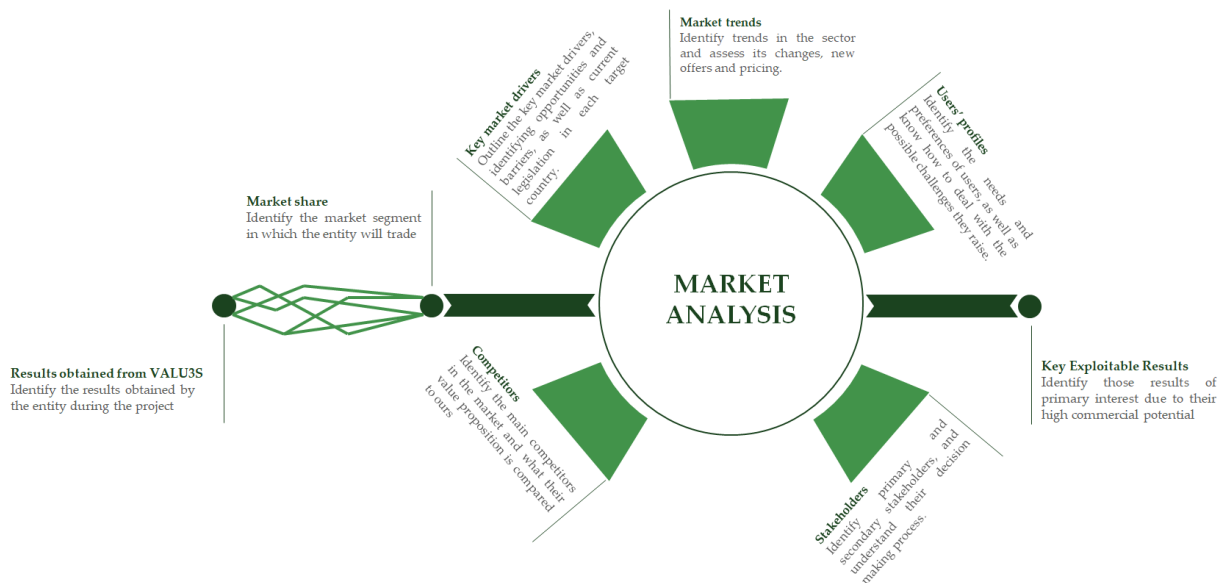 Market trends
Identify trends in the sector
and assess its changes, new
offers and pricing.
Key market drivers
Outline the key market drivers,
identifying opportunities and
barriers, as well as current
legislation in each target
country.
Users' profiles
Identify the needs and
preferences of users, as well as
know how to deal with the
possible challenges they raise.
Market share
Identify the market segment
in which the entity will trade
MARKET
ANALYSIS
Results obtained from VALU3S
Identify the results obtained by
the entity during the project
Competitors
Identify the main competitors
in the market and what their
value proposition is compared
to ours
Stakeholders
Identify primary and
secondary stakeholders, and
understand their decision
making process.
Key Exploitable Results
Identify those results of
primary interest due to their
high commercial potential